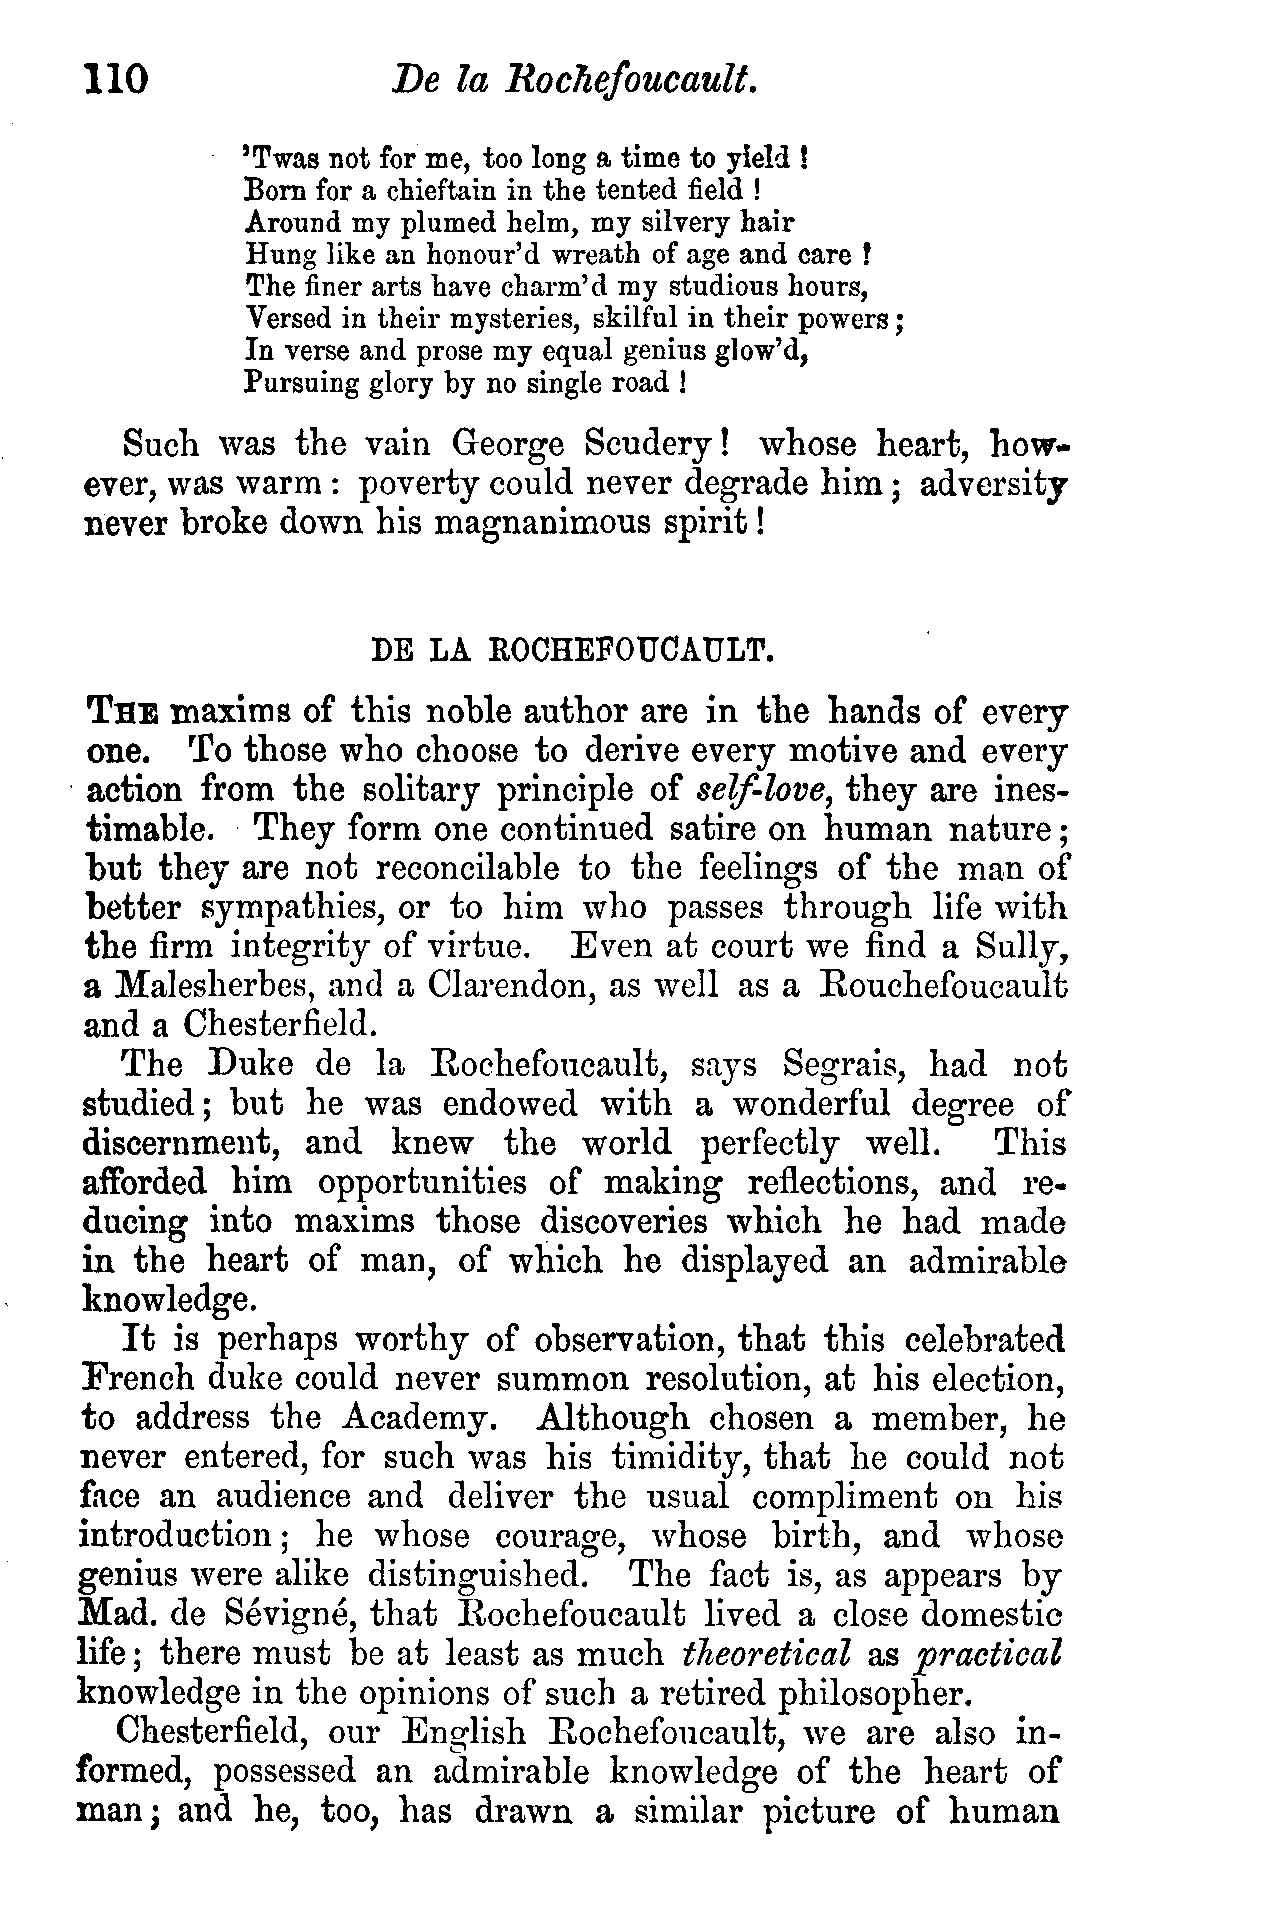 110 De la Rochefoucault.
'Twas not for me, too long a time to yield !
Born for a chieftain in the tented field !
Around my plumed helm, my silvery hair
Hung like an honour'd wreath of age and care !
The finer arts have charm'd my studious hours,
Versed in their mysteries, skilful in their powers ;
In verse and prose my equal genius glow'd,
Pursuing glory by no single road !
Such was the vain George Scudery ! whose heart, how-
ever, was warm : poverty could never degrade him ; adversity
never broke down his magnanimous spirit !
DE LA ROCHEFOUCAULT.
THE maxims of this noble author are in the hands of every
one. To those who choose to derive every motive and every
action from the solitary principle of self-love, they are ines-
timable. They form one continued satire on human nature ;
but they are not reconcilable to the feelings of the man of
better sympathies, or to him who passes through life with
the firm integrity of virtue. Even at court we find a Sully,
a Malesherbes, and a Clarendon, as well as a Rouchefoucault
and a Chesterfield.
The Duke de la Rochefoucault, says Segrais, had not
studied ; but he was endowed with a wonderful degree of
discernment, and knew the world perfectly well. This
afforded him opportunities of making reflections, and re-
ducing into maxims those discoveries which he had made
in the heart of man, of which he displayed an admirable
knowledge.
It is perhaps worthy of observation, that this celebrated
French duke could never summon resolution, at his election,
to address the Academy. Although chosen a member, he
never entered, for such was his timidity, that he could not
face an audience and deliver the usual compliment on his
introduction ; he whose courage, whose birth, and whose
genius were alike distinguished. The fact is, as appears by
Mad. de Sévigné, that Rochefoucault lived a close domestic
life ; there must be at least as much theoretical as practical
knowledge in the opinions of such a retired philosopher.
Chesterfield, our English Rochefoucault, we are also in-
formed, possessed an admirable knowledge of the heart of
man ; and he, too, has drawn a similar picture of human